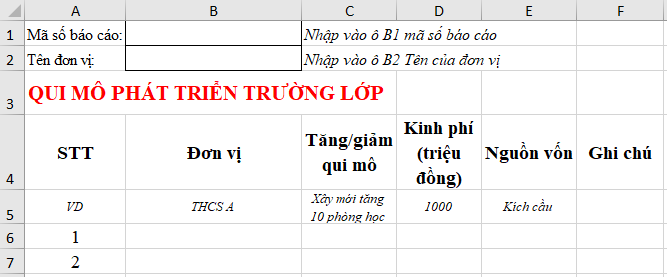 A B C D E F
1 Mã số báo cáo: Nhập vào ô B1 mã số báo cáo
2 Tên đơn vị: Nhập vào ô B2 Tên của đơn vị
3 QUI MÔ PHÁT TRIỂN TRƯỜNG LỚP
Kinh phí
Tăng/giảm (triệu
STT Đơn vị qui mô Nguồn vốn Ghi chú
4 đồng)
Xây mới tăng
5 VD THCS A 10 phòng học 1000 Kích cầu
6 1
7 2